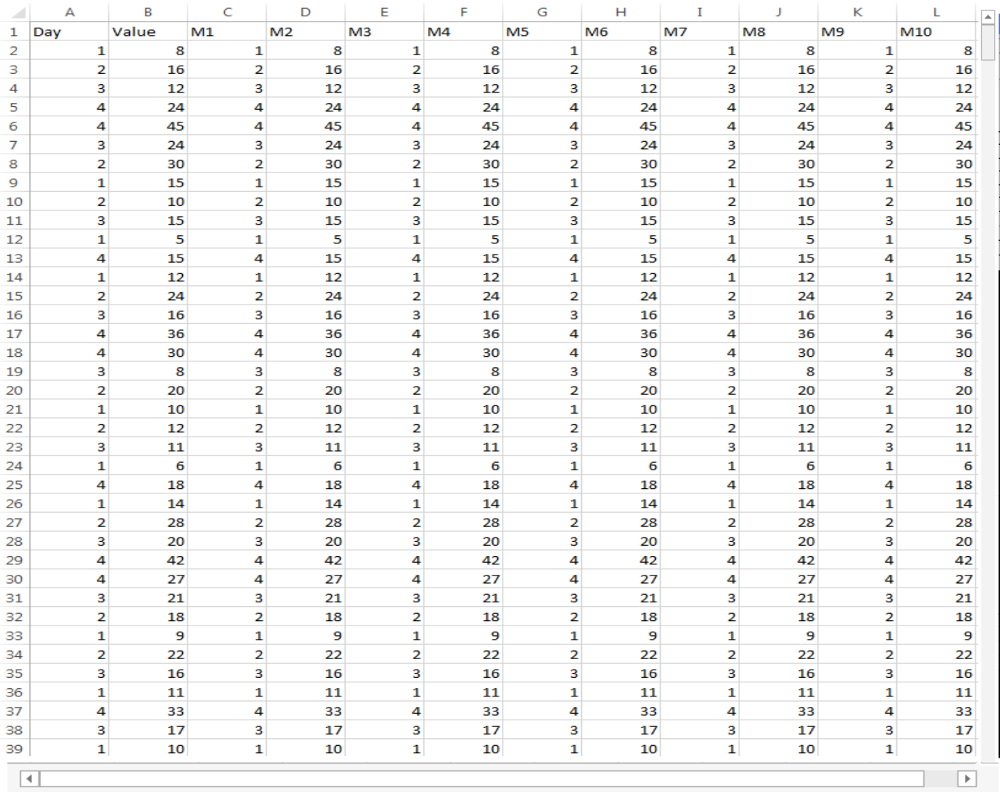 A B C D E F G H I J K L
1 Day Value M1 M2 M3 M4 M5 M6 M7 M8 M9 M10
2 1 8 1 8 1 8 1 8 1 8 1 8
3 2 16 2 16 2 16 2 16 2 16 2 16
4 3 12 3 12 3 12 3 12 3 12 3 12
5 4 24 4 24 4 24 4 24 4 24 4 24
6 4 45 4 45 4 45 4 45 4 45 4 45
7 3 24 3 24 3 24 3 24 3 24 3 24
8 2 30 2 30 2 30 2 30 2 30 2 30
9 1 15 1 15 1 15 1 15 1 15 1 15
10 2 10 2 10 2 10 2 10 2 10 2 10
11 3 15 3 15 3 15 3 15 3 15 3 15
12 1 5 1 5 1 5 1 5 1 5 1 5
13 4 15 4 15 4 15 4 15 4 15 4 15
14 1 12 1 12 1 12 1 12 1 12 1 12
15 2 24 2 24 2 24 2 24 2 24 2 24
16 3 16 3 16 3 16 3 16 3 16 3 16
17 4 36 4 36 4 36 4 36 4 36 4 36
18 4 30 4 30 4 30 4 30 4 30 4 30
19 3 8 3 8 3 8 3 8 3 8 3 8
20 2 20 2 20 2 20 2 20 2 20 2 20
21 1 10 1 10 1 10 1 10 1 10 1 10
22 2 12 2 12 2 12 2 12 2 12 2 12
23 3 11 3 11 3 11 3 11 3 11 3 11
24 1 6 1 6 1 6 1 6 1 6 1 6
25 4 18 4 18 4 18 4 18 4 18 4 18
26 1 14 1 14 1 14 1 14 1 14 1 14
27 2 28 2 28 2 28 2 28 2 28 2 28
28 3 20 3 20 3 20 3 20 3 20 3 20
29 4 42 4 42 4 42 4 42 4 42 4 42
30 4 27 4 27 4 27 4 27 4 27 4 27
31 3 21 3 21 3 21 3 21 3 21 3 21
32 2 18 2 18 2 18 2 18 2 18 2 18
33 1 9 1 9 1 9 1 9 1 9 1 9
34 2 22 2 22 2 22 2 22 2 22 2 22
35 3 16 3 16 3 16 3 16 3 16 3 16
36 1 11 1 11 1 11 1 11 1 11 1 11
37 4 33 4 33 4 33 4 33 4 33 4 33
38 3 17 3 17 3 17 3 17 3 17 3 17
39 1 10 1 10 1 10 1 10 1 10 1 10